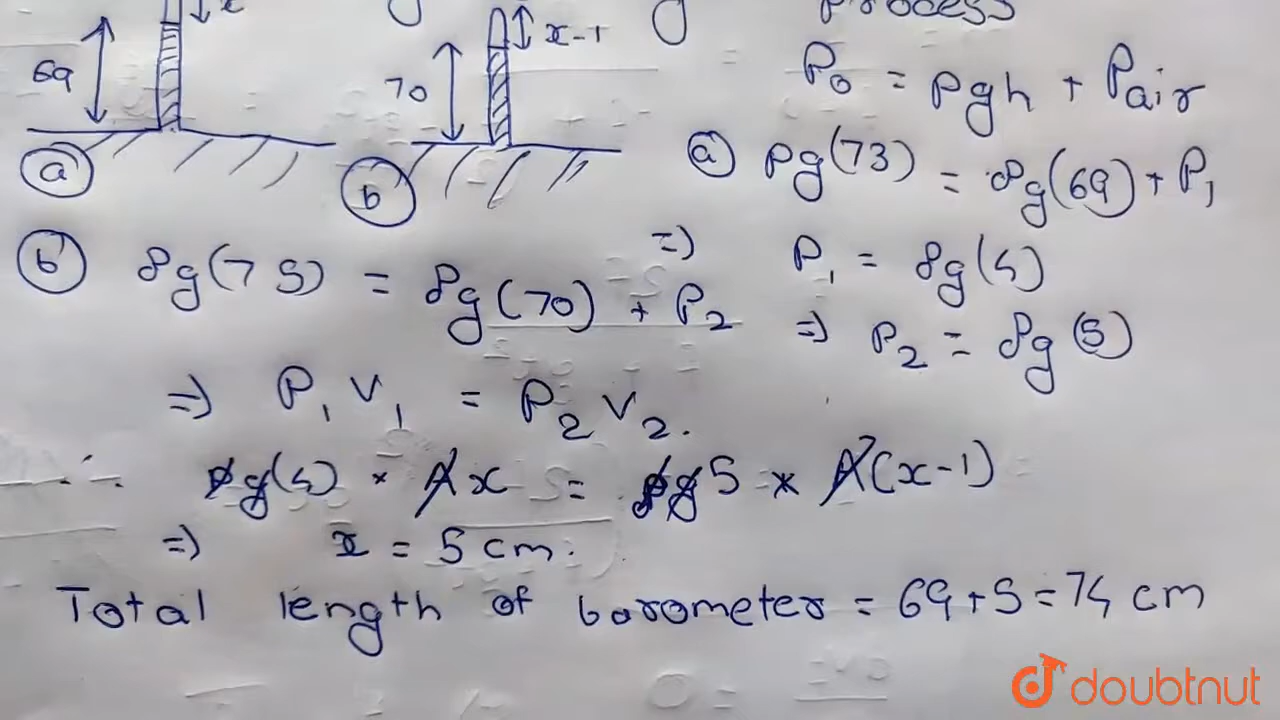 Process
x
69
x-1
70
P₀ = ρgh + Pair
ⓐ ρg(73) = ρg(69) + P₁
ⓑ ρg(75) = ρg(70) + P₂
⇒ P₁ = ρg(4)
⇒ P₂ = ρg(5)
⇒ P₁V₁ = P₂V₂.
∴ ρg(4) × Ax = ρg5 × A(x-1)
⇒ x = 5 cm.
Total length of barometer = 69+5 = 74 cm
ⓐ
ⓑ
doubtnut